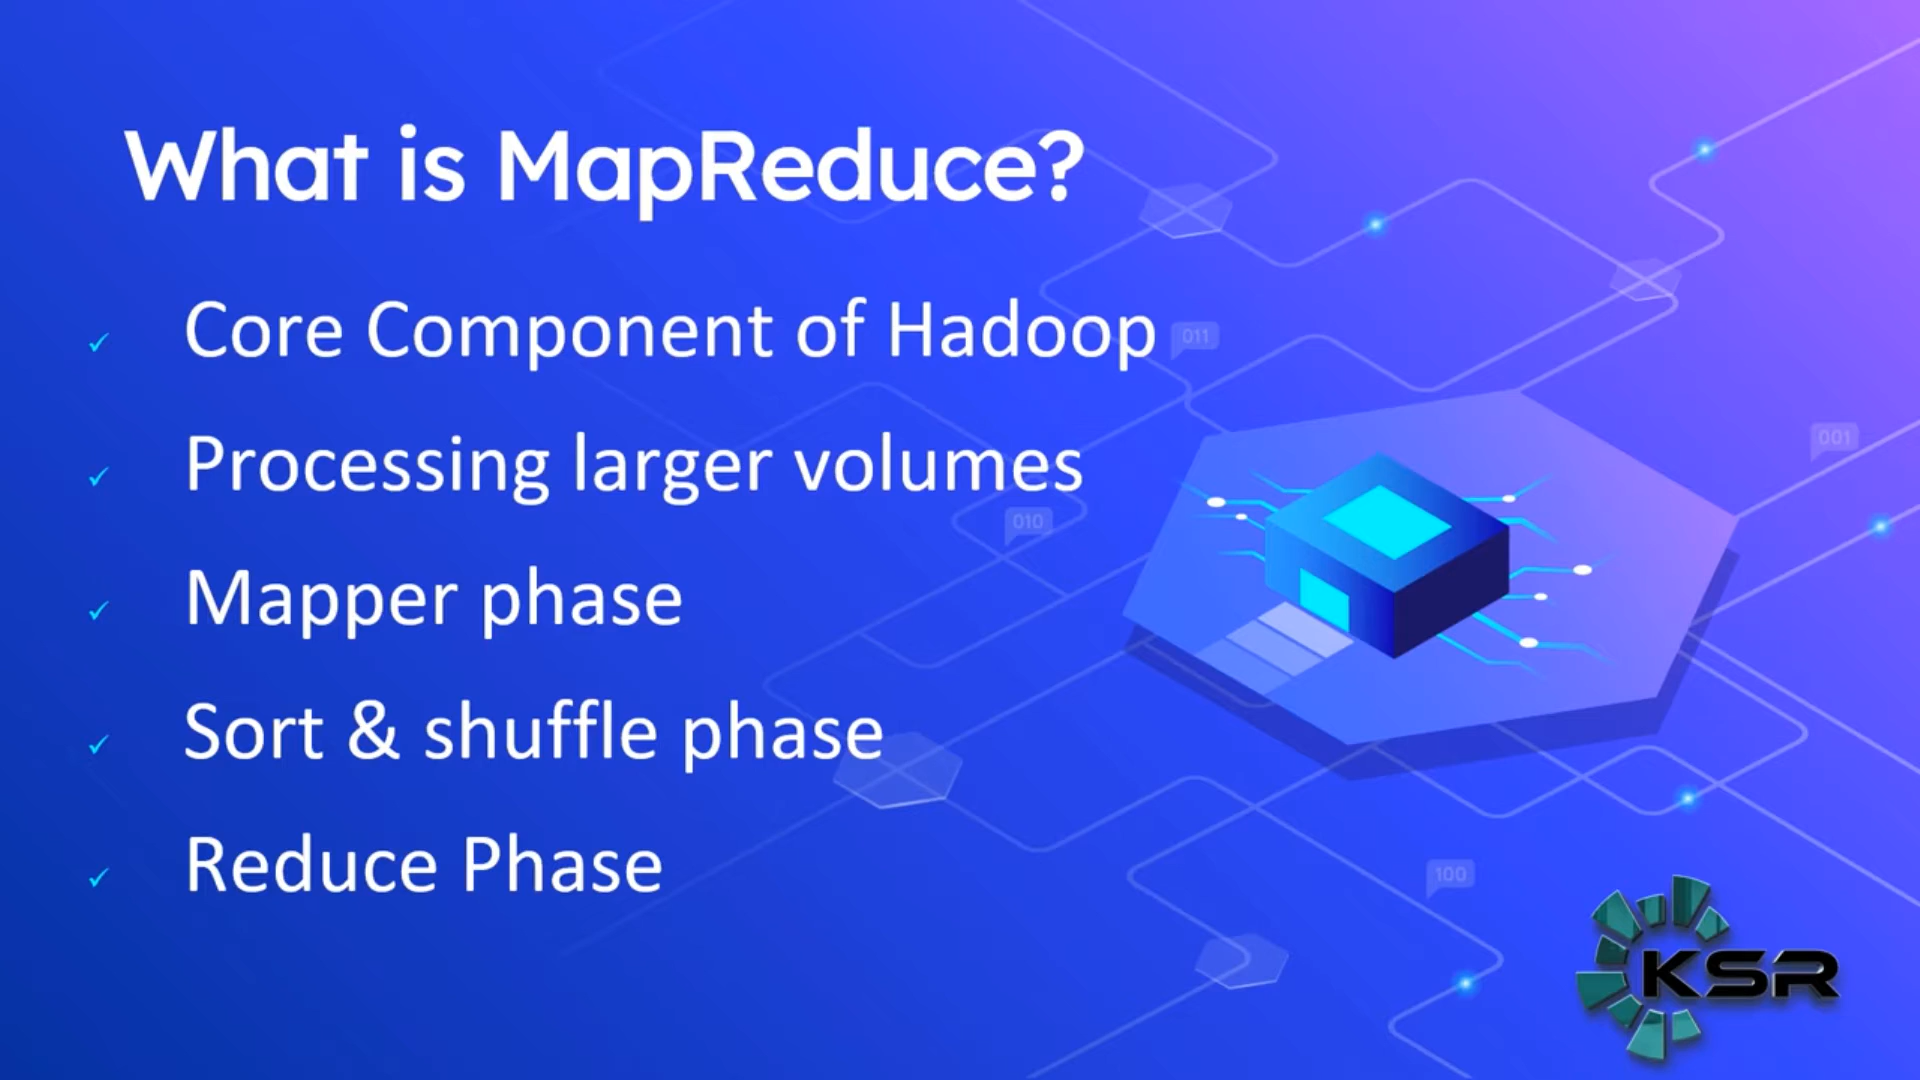 What is MapReduce?
✓ Core Component of Hadoop
011
✓ Processing larger volumes
001
010
✓ Mapper phase
✓ Sort & shuffle phase
✓ Reduce Phase
100
KSR